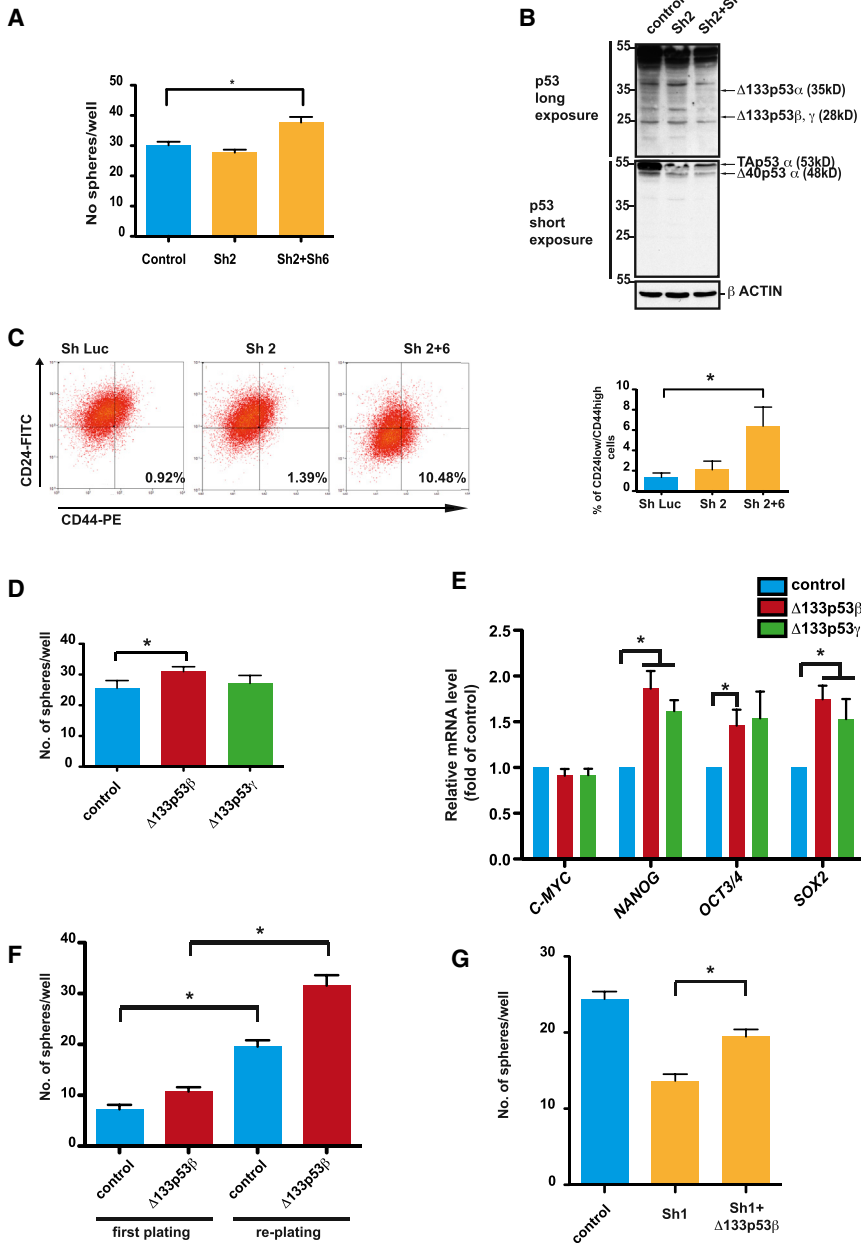 A
No spheres/well
50
40
30
20
10
0
*
Control Sh2 Sh2+Sh6
B
control
Sh2
p53
long
exposure
55
35
25
Δ133p53α (35kD)
Δ133p53β, γ (28kD)
p53
short
exposure
55
35
25
55
TAp53 α (53kD)
Δ40p53 α (48kD)
β ACTIN
C
Sh Luc Sh 2 Sh 2+6
CD24-FITC
0.92% 1.39% 10.48%
CD44-PE
% of CD24low/CD44high
cells
10
8
6
4
2
0
*
Sh Luc Sh 2 Sh 2+6
D
No. of spheres/well
40
30
20
10
0
*
control
Δ133p53β
Δ133p53γ
E
control
Δ133p53β
Δ133p53γ
Relative mRNA level
(fold of control)
2.5
2.0
1.5
1.0
0.5
0.0
* * *
C-MYC
NANOG
OCT3/4
SOX2
F
No. of spheres/well
40
30
20
10
0
*
*
control
Δ133p53β
control
Δ133p53β
first plating re-plating
G
No. of spheres/well
30
20
10
0
*
control
Sh1
Sh1+
Δ133p53β